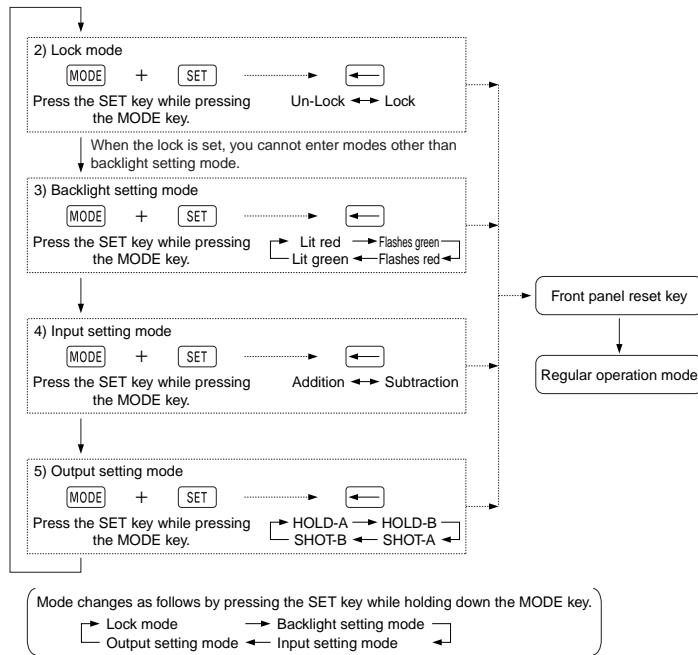 2) Lock mode
MODE + SET
Press the SET key while pressing
the MODE key.
Un-Lock Lock
When the lock is set, you cannot enter modes other than
backlight setting mode.
3) Backlight setting mode
MODE + SET
Press the SET key while pressing
the MODE key.
Lit red Flashes green
Lit green Flashes red
4) Input setting mode
MODE + SET
Press the SET key while pressing
the MODE key.
Addition Subtraction
5) Output setting mode
MODE + SET
Press the SET key while pressing
the MODE key.
HOLD-A HOLD-B
SHOT-B SHOT-A
Front panel reset key
Regular operation mode
Mode changes as follows by pressing the SET key while holding down the MODE key.
Lock mode Backlight setting mode
Output setting mode Input setting mode